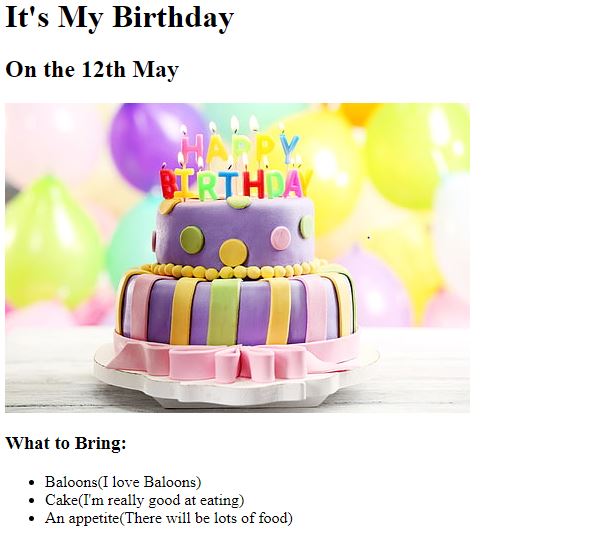 It's My Birthday
On the 12th May
HAPPY
BIRTHDAY
What to Bring:
Baloons(I love Baloons)
Cake(I'm really good at eating)
An appetite(There will be lots of food)